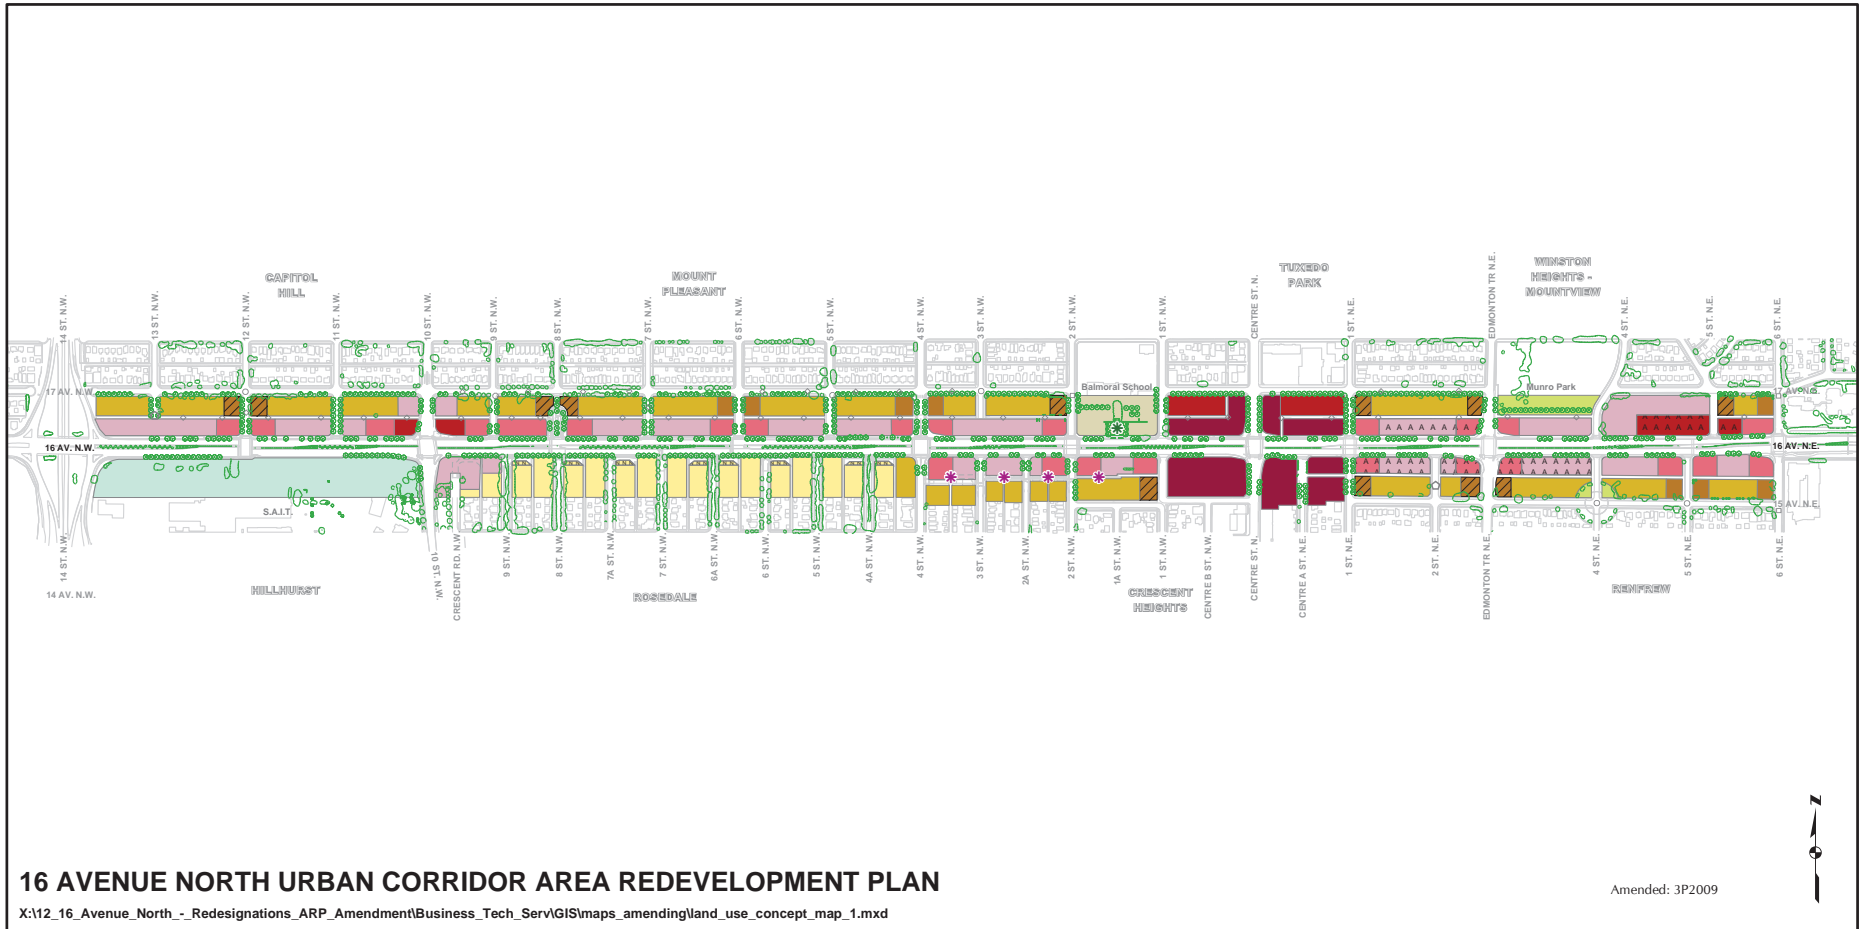 CAPITOL
HILL
MOUNT
PLEASANT
TUXEDO
PARK
WINSTON
HEIGHTS -
MOUNTVIEW
14 ST. N.W.
13 ST. N.W.
12 ST. N.W.
11 ST. N.W.
10 ST. N.W.
9 ST. N.W.
8 ST. N.W.
7 ST. N.W.
6 ST. N.W.
5 ST. N.W.
4 ST. N.W.
3 ST. N.W.
2 ST. N.W.
1 ST. N.W.
CENTRE ST. N.
1 ST. N.E.
EDMONTON TR N.E.
4 ST. N.E.
5 ST. N.E.
6 ST. N.E.
17 AV. N.W.
Balmoral School
Munro Park
17 AV. N.E.
A A A A A A A A
A A A A A A A
A A
16 AV. N.W.
16 AV. N.E.
A A A A A A
A A A
A A A A A A A A
S.A.I.T.
15 AV. N.E.
14 ST. N.W.
10 ST. N.W.
CRESCENT RD. N.W.
9 ST. N.W.
8 ST. N.W.
7A ST. N.W.
7 ST. N.W.
6A ST. N.W.
6 ST. N.W.
5 ST. N.W.
4A ST. N.W.
4 ST. N.W.
3 ST. N.W.
2A ST. N.W.
2 ST. N.W.
1A ST. N.W.
1 ST. N.W.
CENTRE B ST. N.W.
CENTRE ST. N.
CENTRE A ST. N.E.
1 ST. N.E.
2 ST. N.E.
EDMONTON TR N.E.
4 ST. N.E.
5 ST. N.E.
6 ST. N.E.
14 AV. N.W.
HILLHURST
ROSEDALE
CRESCENT
HEIGHTS
RENFREW
N
16 AVENUE NORTH URBAN CORRIDOR AREA REDEVELOPMENT PLAN
Amended: 3P2009
X:\12_16_Avenue_North_-_Redesignations_ARP_Amendment\Business_Tech_Serv\GIS\maps_amending\land_use_concept_map_1.mxd